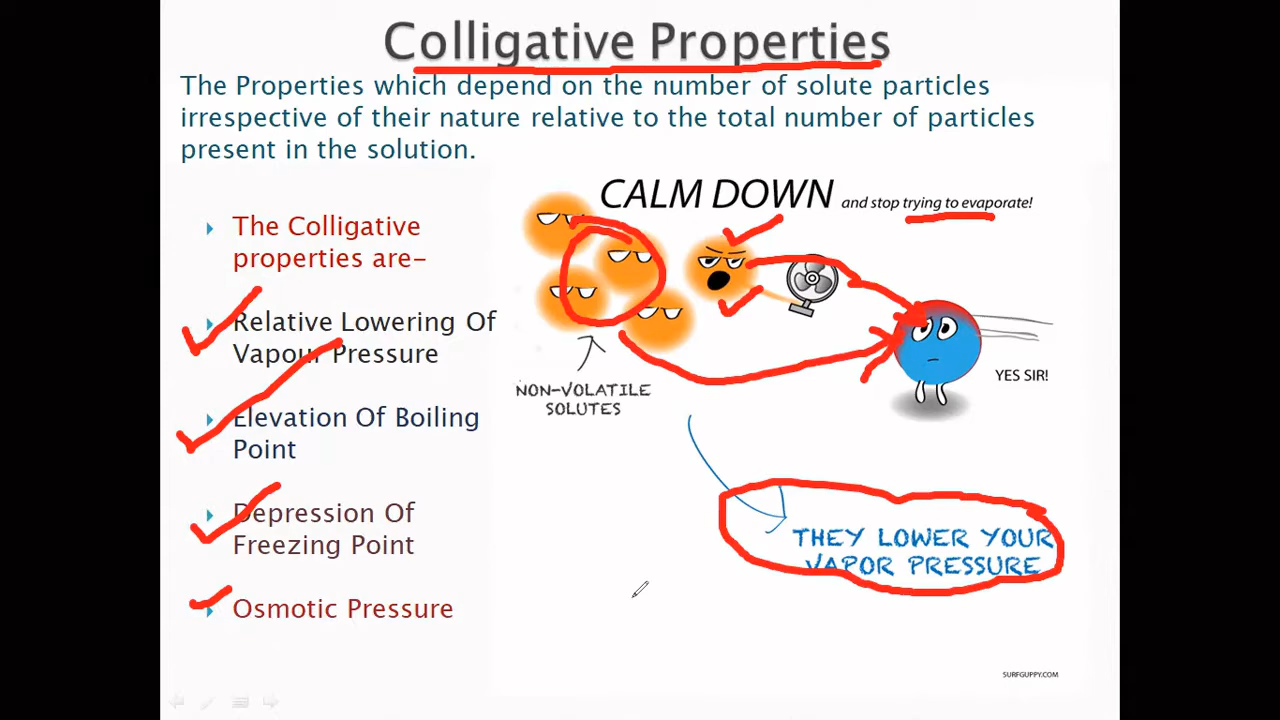 Colligative Properties
The Properties which depend on the number of solute particles
irrespective of their nature relative to the total number of particles
present in the solution.
CALM DOWN and stop trying to evaporate!
The Colligative
properties are-
Relative Lowering Of
Vapour Pressure
Elevation Of Boiling
Point
Depression Of
Freezing Point
Osmotic Pressure
YES SIR!
NON-VOLATILE
SOLUTES
THEY LOWER YOUR
VAPOR PRESSURE
SURFGUPPY.COM